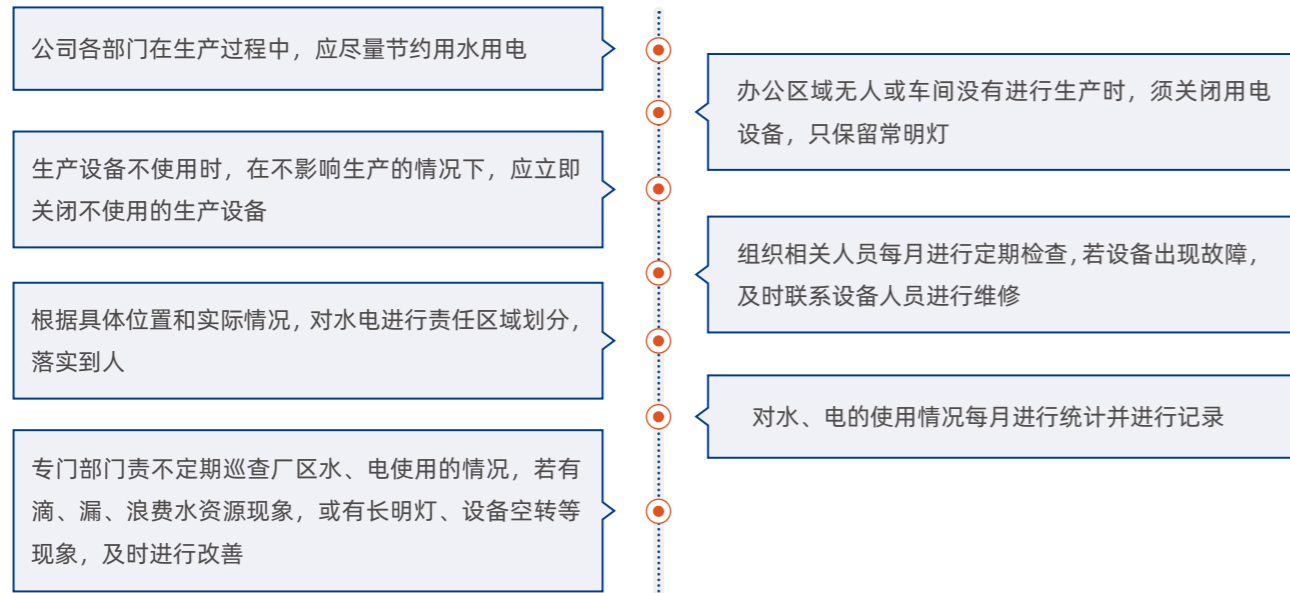 公司各部门在生产过程中，应尽量节约用水用电
办公区域无人或车间没有进行生产时，须关闭用电
设备，只保留常明灯
生产设备不使用时，在不影响生产的情况下，应立即
关闭不使用的生产设备
组织相关人员每月进行定期检查，若设备出现故障，
及时联系设备人员进行维修
根据具体位置和实际情况，对水电进行责任区域划分，
落实到人
对水、电的使用情况每月进行统计并进行记录
专门部门责不定期巡查厂区水、电使用的情况，若有
滴、漏、浪费水资源现象，或有长明灯、设备空转等
现象，及时进行改善